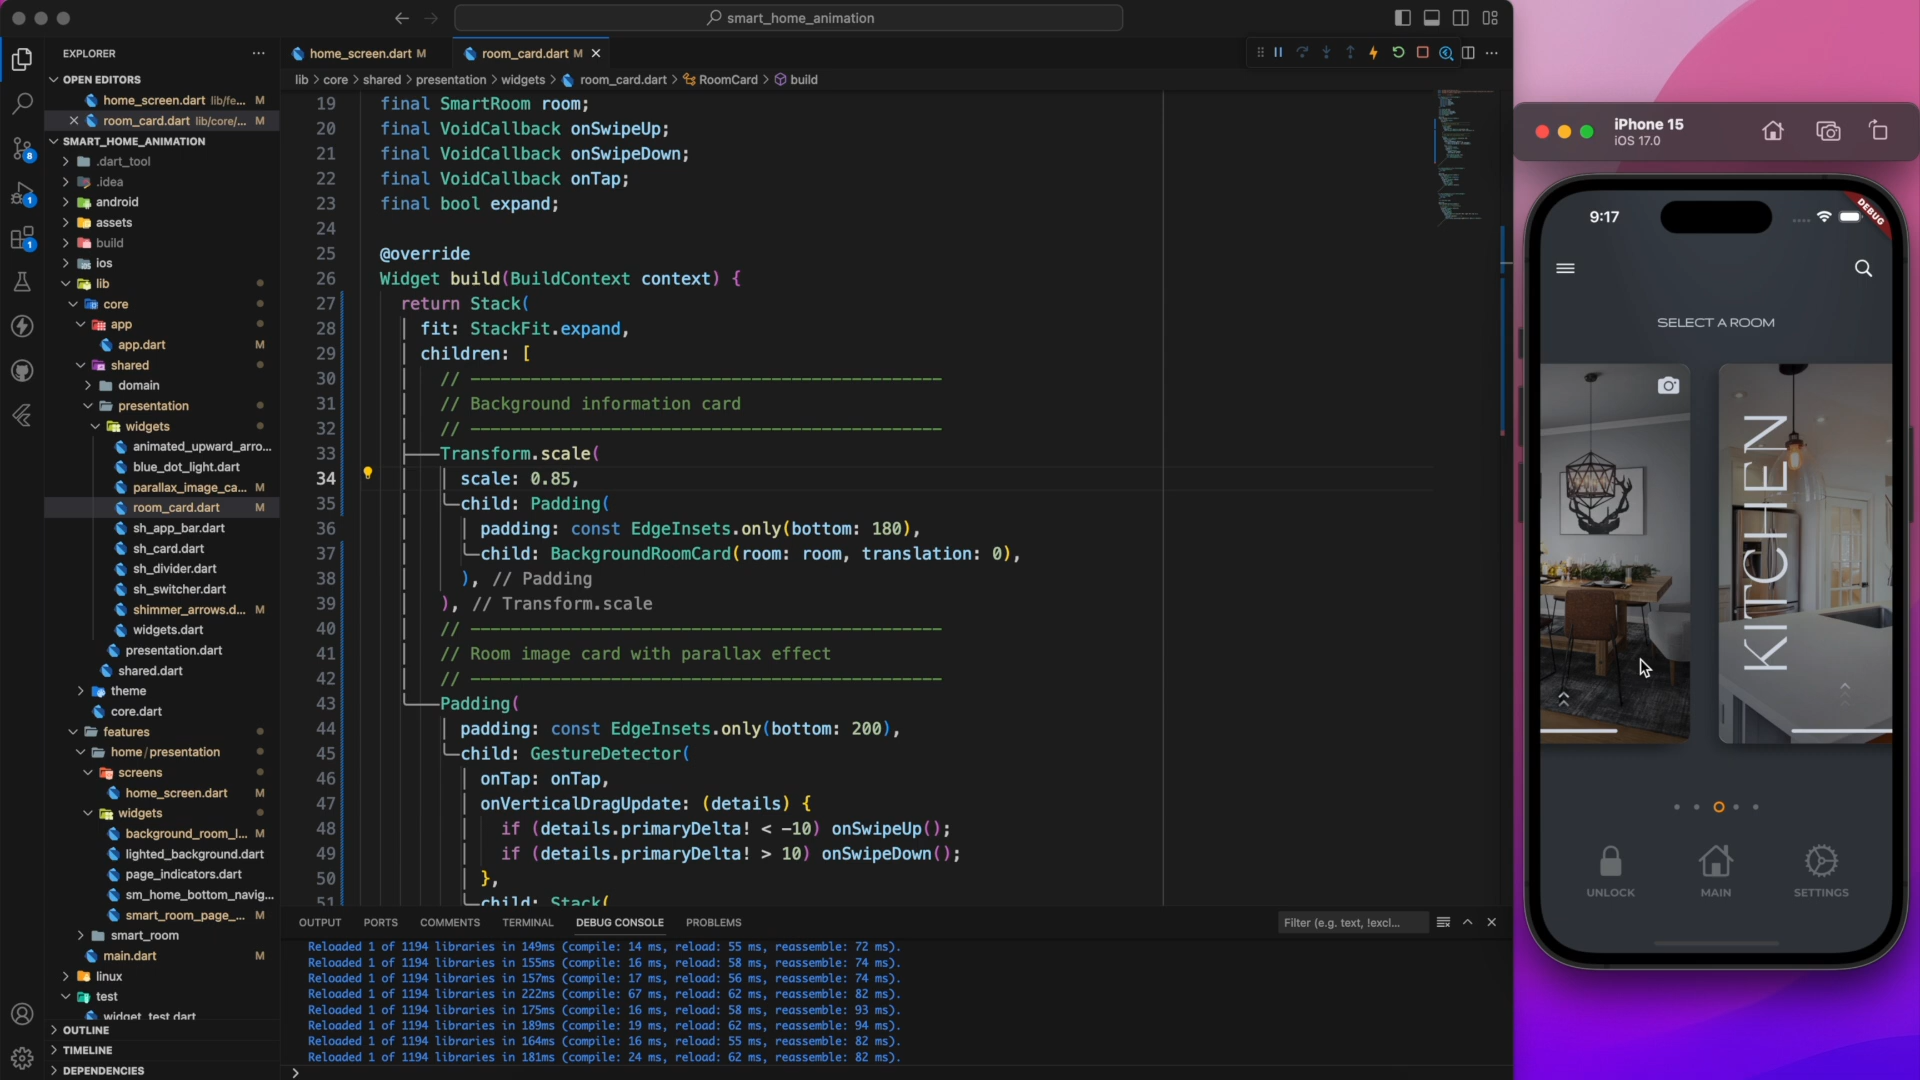 smart_home_animation
EXPLORER
OPEN EDITORS
home_screen.dart lib/fe... M
room_card.dart lib/core/... M
SMART_HOME_ANIMATION
.dart_tool
.idea
android
assets
build
ios
lib
core
app
app.dart M
shared
domain
presentation
widgets
animated_upward_arro...
blue_dot_light.dart
parallax_image_ca... M
room_card.dart M
sh_app_bar.dart
sh_card.dart
sh_divider.dart
sh_switcher.dart
shimmer_arrows.d... M
widgets.dart
presentation.dart
shared.dart
theme
core.dart
features
home/presentation
screens
home_screen.dart M
widgets
background_room_l... M
lighted_background.dart
page_indicators.dart
sm_home_bottom_navig...
smart_room_page_... M
smart_room
main.dart M
linux
test
widget_test.dart
OUTLINE
TIMELINE
DEPENDENCIES
8
1
1
home_screen.dart M
room_card.dart M
lib > core > shared > presentation > widgets > room_card.dart > RoomCard > build
19 final SmartRoom room;
20 final VoidCallback onSwipeUp;
21 final VoidCallback onSwipeDown;
22 final VoidCallback onTap;
23 final bool expand;
24
25 @override
26 Widget build(BuildContext context) {
27 return Stack(
28 fit: StackFit.expand,
29 children: [
30 // -----------------------------------------------
31 // Background information card
32 // -----------------------------------------------
33 Transform.scale(
34 scale: 0.85,
35 child: Padding(
36 padding: const EdgeInsets.only(bottom: 180),
37 child: BackgroundRoomCard(room: room, translation: 0),
38 ), // Padding
39 ), // Transform.scale
40 // -----------------------------------------------
41 // Room image card with parallax effect
42 // -----------------------------------------------
43 Padding(
44 padding: const EdgeInsets.only(bottom: 200),
45 child: GestureDetector(
46 onTap: onTap,
47 onVerticalDragUpdate: (details) {
48 if (details.primaryDelta! < -10) onSwipeUp();
49 if (details.primaryDelta! > 10) onSwipeDown();
50 },
51 child: Stack(
OUTPUT PORTS COMMENTS TERMINAL DEBUG CONSOLE PROBLEMS
Filter (e.g. text, !excl...
Reloaded 1 of 1194 libraries in 149ms (compile: 14 ms, reload: 55 ms, reassemble: 72 ms).
Reloaded 1 of 1194 libraries in 155ms (compile: 16 ms, reload: 58 ms, reassemble: 74 ms).
Reloaded 1 of 1194 libraries in 157ms (compile: 17 ms, reload: 56 ms, reassemble: 74 ms).
Reloaded 1 of 1194 libraries in 222ms (compile: 67 ms, reload: 62 ms, reassemble: 82 ms).
Reloaded 1 of 1194 libraries in 175ms (compile: 16 ms, reload: 58 ms, reassemble: 93 ms).
Reloaded 1 of 1194 libraries in 189ms (compile: 19 ms, reload: 62 ms, reassemble: 94 ms).
Reloaded 1 of 1194 libraries in 164ms (compile: 16 ms, reload: 55 ms, reassemble: 82 ms).
Reloaded 1 of 1194 libraries in 181ms (compile: 24 ms, reload: 62 ms, reassemble: 82 ms).
iPhone 15
iOS 17.0
9:17
DEBUG
SELECT A ROOM
KITCHEN
UNLOCK
MAIN
SETTINGS